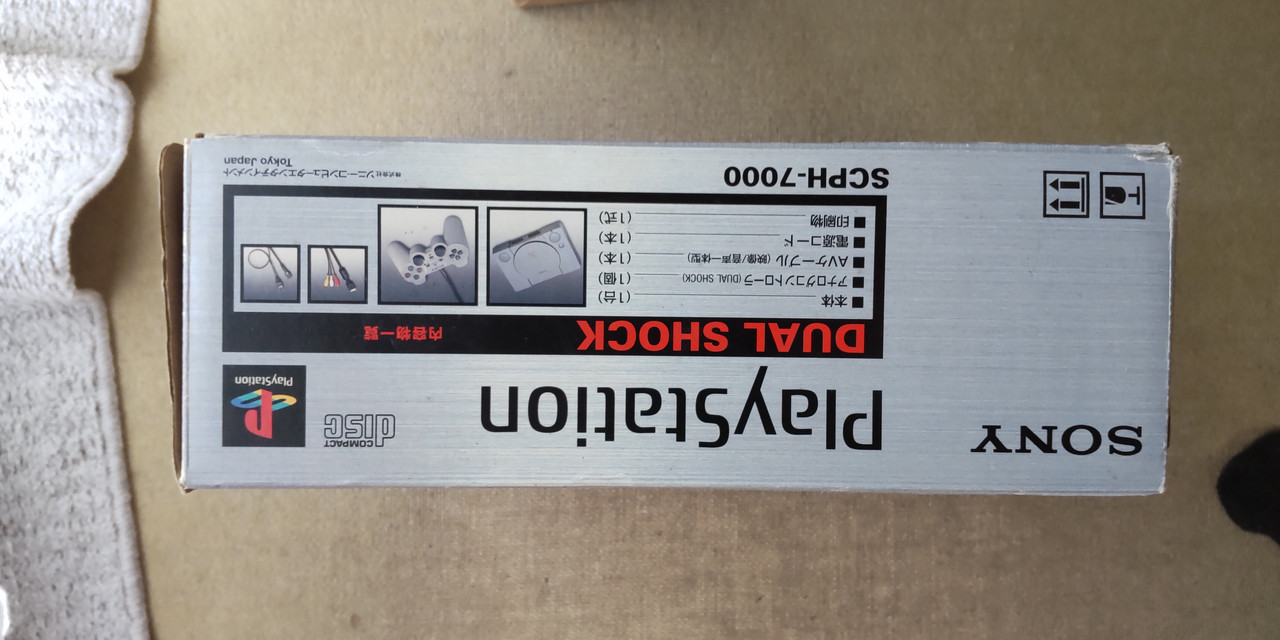 SONY
PlayStation
COMPACT
disc
PlayStation
DUAL SHOCK 内容物一覧
■本体 (1台)
■アナログコントローラ(DUAL SHOCK) (1個)
■AVケーブル(映像/音声一体型) (1本)
■電源コード (1本)
■印刷物 (1式)
SCPH-7000
株式会社ソニー・コンピュータエンタテインメント
Tokyo Japan